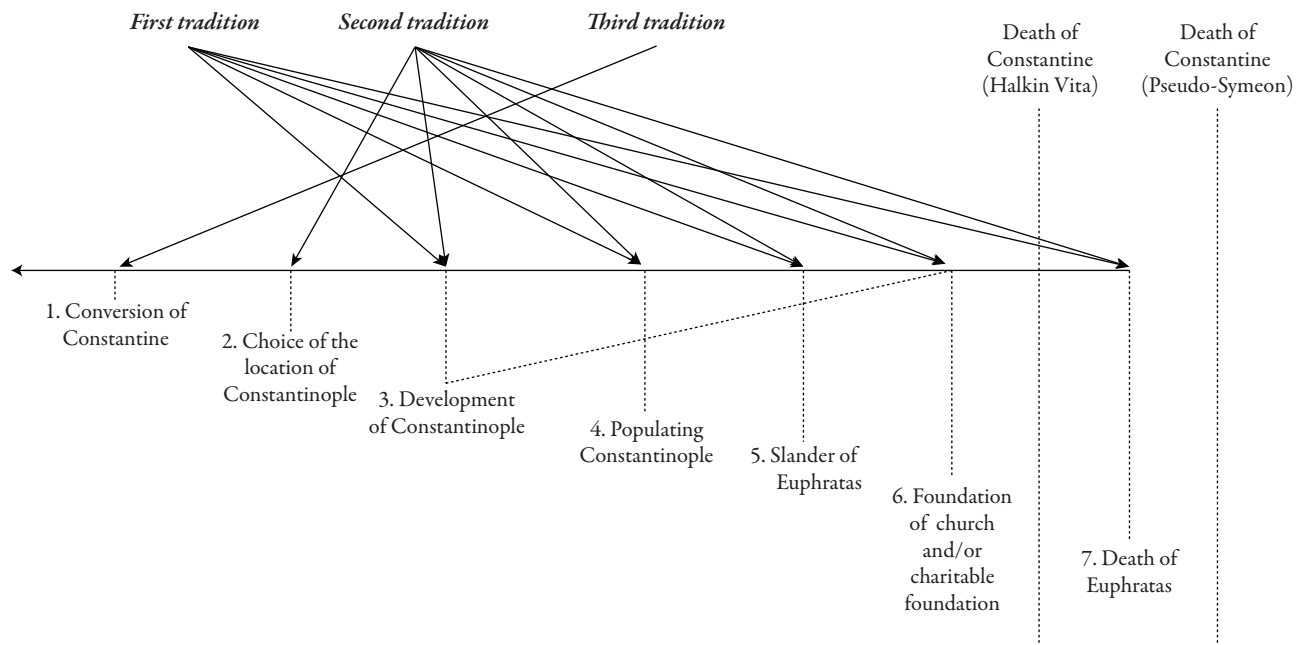 First tradition
Second tradition
Third tradition
Death of
Constantine
(Halkin Vita)
Death of
Constantine
(Pseudo-Symeon)
1. Conversion of
Constantine
2. Choice of the
location of
Constantinople
3. Development
of Constantinople
4. Populating
Constantinople
5. Slander of
Euphratas
6. Foundation
of church
and/or
charitable
foundation
7. Death of
Euphratas